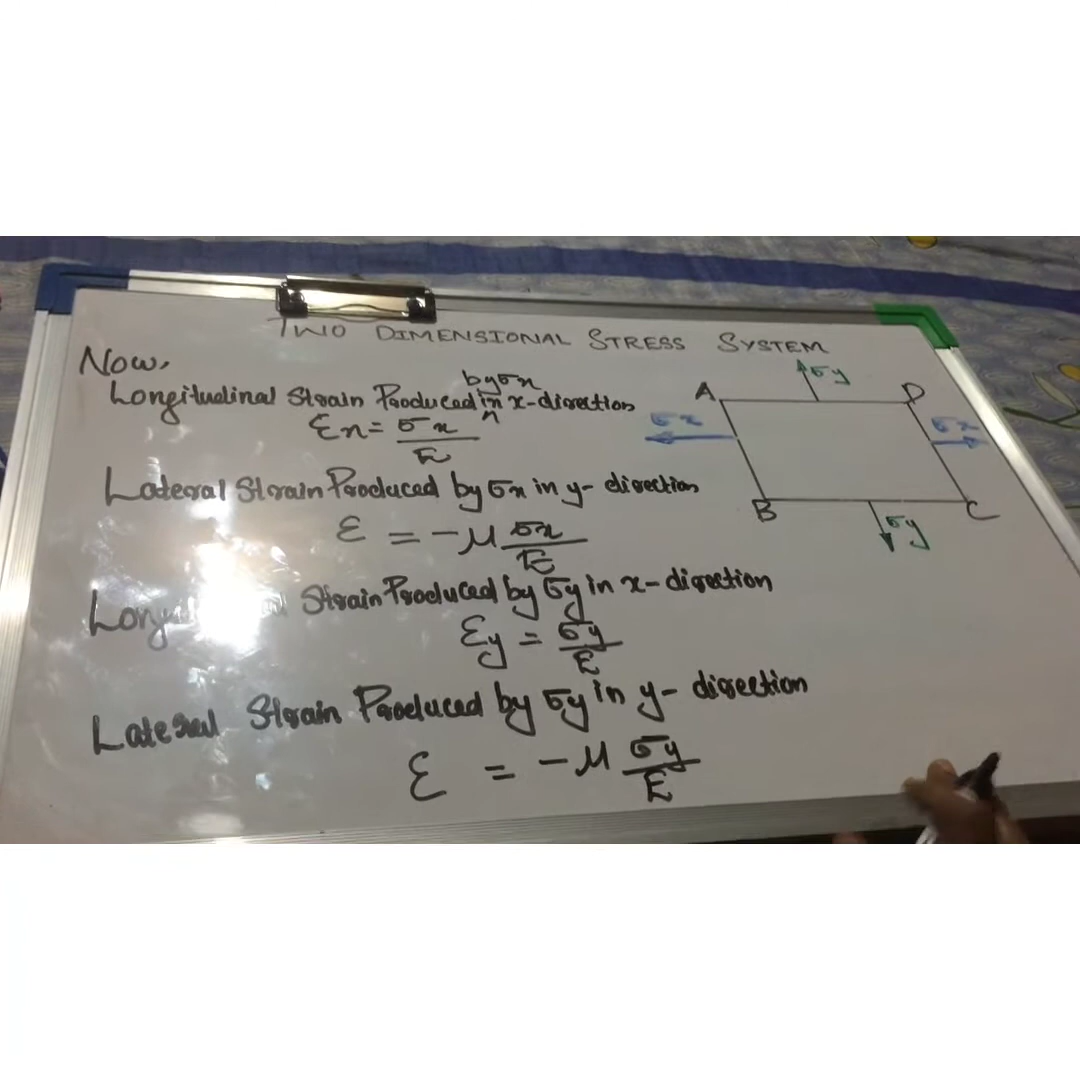 TWO DIMENSIONAL STRESS SYSTEM
Now,
by σx
Longitudinal Strain Produced in x-direction
εx = σx / E
Lateral Strain Produced by σx in y-direction
ε = -μ σx / E
Strain Produced by σy in x-direction
εy = σy / E
Lateral Strain Produced by σy in y-direction
ε = -μ σy / E
σy
A D
σx σx
B C
σy